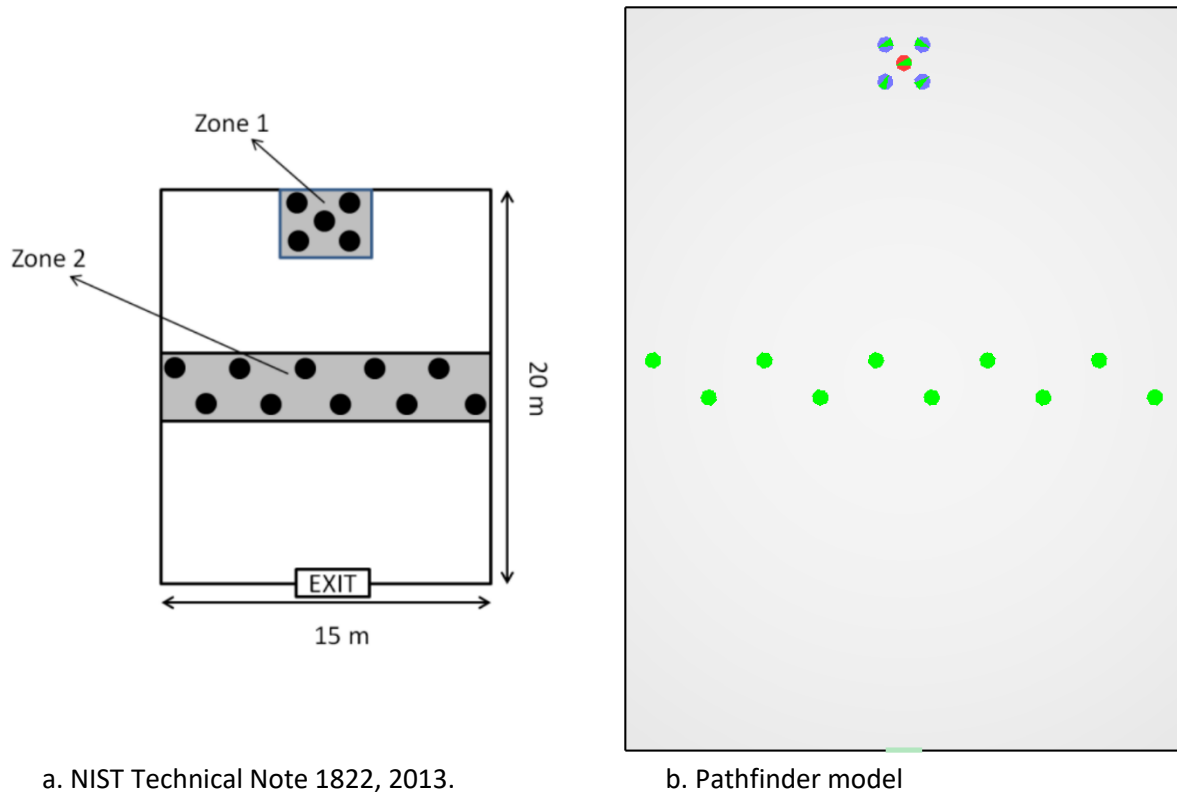 Zone 1
Zone 2
20 m
EXIT
15 m
a. NIST Technical Note 1822, 2013.
b. Pathfinder model